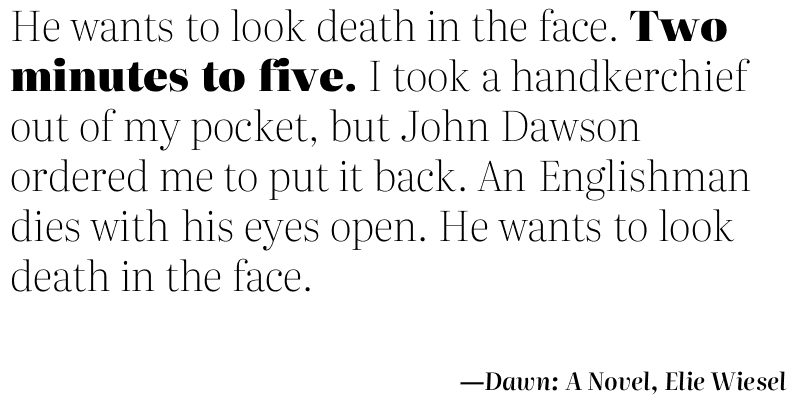 He wants to look death in the face. Two
minutes to five. I took a handkerchief
out of my pocket, but John Dawson
ordered me to put it back. An Englishman
dies with his eyes open. He wants to look
death in the face.
—Dawn: A Novel, Elie Wiesel